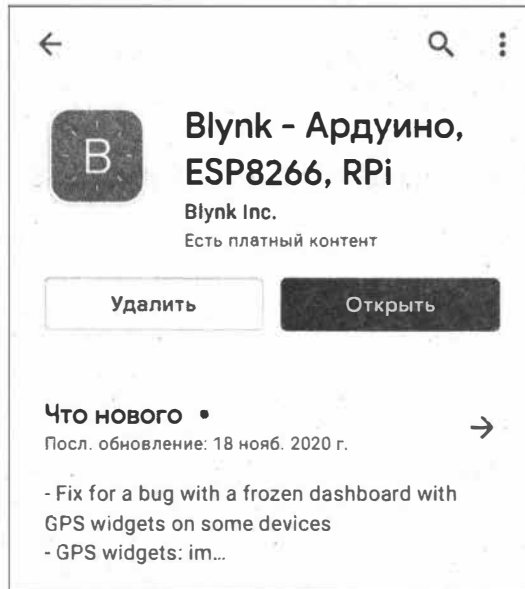 B
Blynk - Ардуино,
ESP8266, RPi
Blynk Inc.
Есть платный контент
Удалить
Открыть
Что нового •
Посл. обновление: 18 нояб. 2020 г.
- Fix for a bug with a frozen dashboard with
GPS widgets on some devices
- GPS widgets: im...